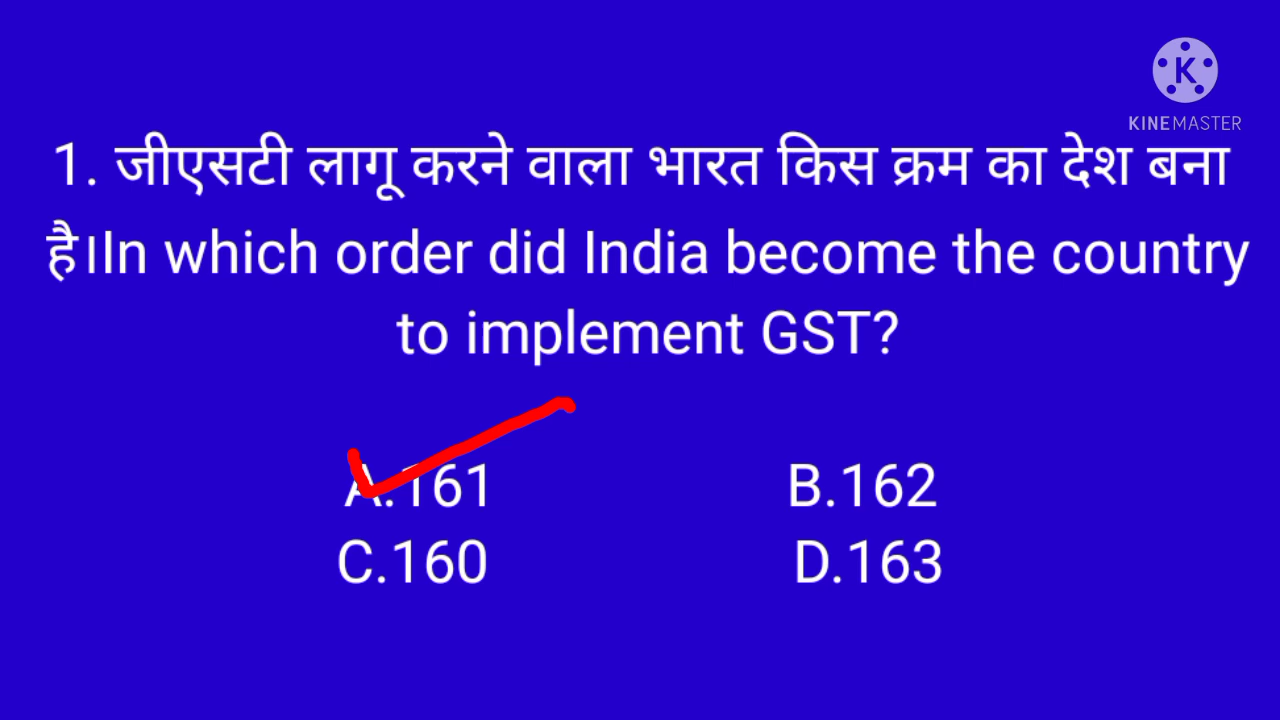 KINEMASTER
1. जीएसटी लागू करने वाला भारत किस क्रम का देश बना
है।In which order did India become the country
to implement GST?
A.161 B.162
C.160 D.163